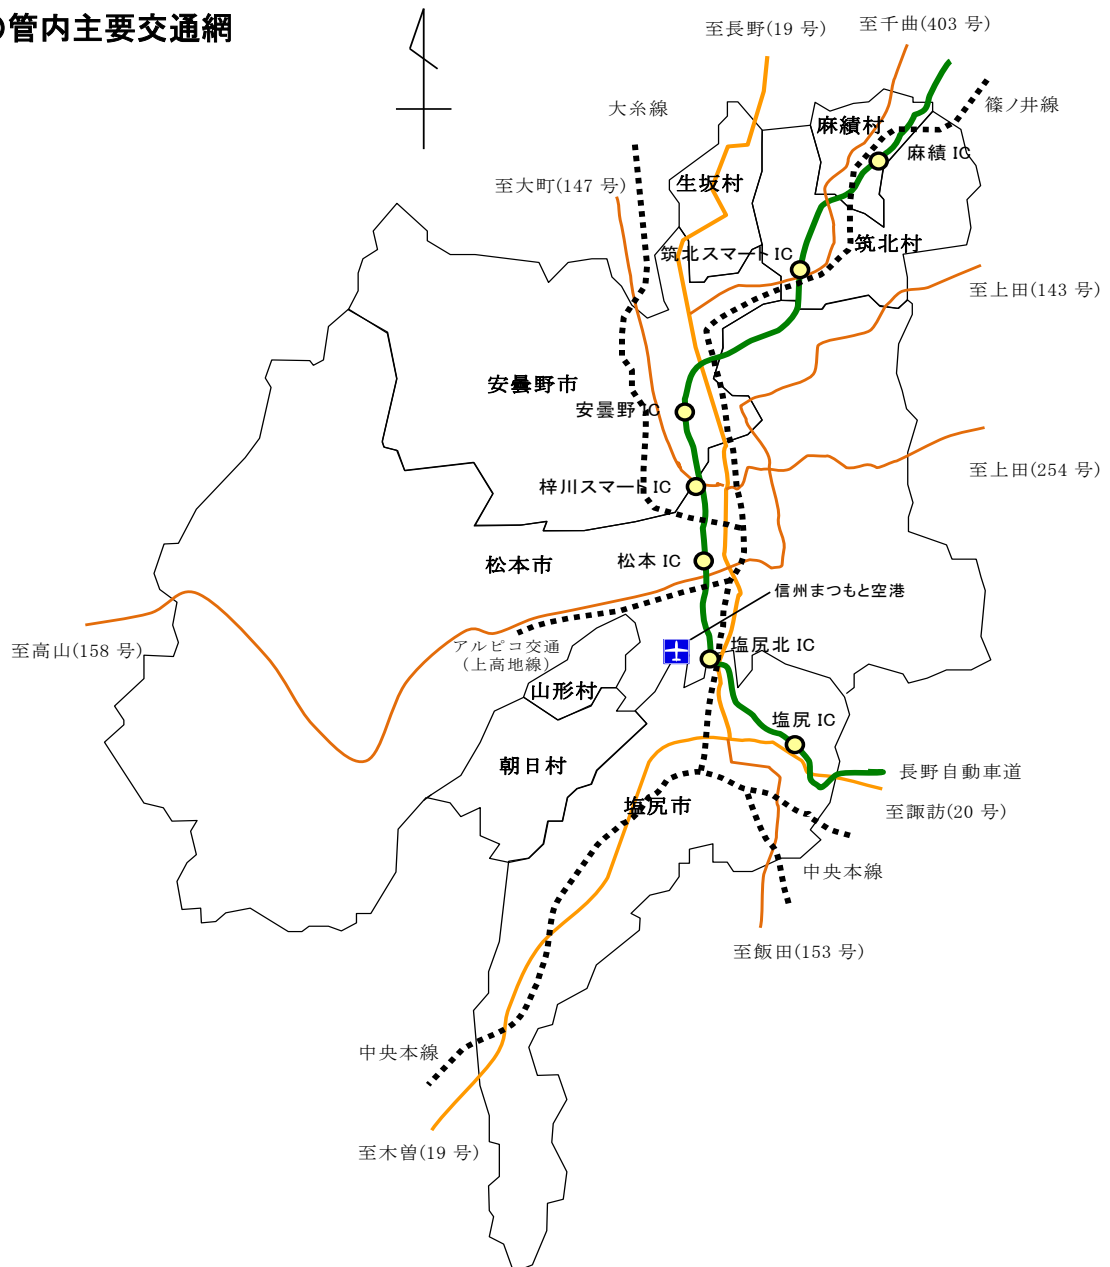 管内主要交通網
至長野(19 号)
至千曲(403 号)
大糸線
篠ノ井線
麻績村
麻績 IC
至大町(147 号)
生坂村
筑北村
筑北スマート IC
至上田(143 号)
安曇野市
安曇野 IC
至上田(254 号)
梓川スマート IC
松本市
松本 IC
信州まつもと空港
至高山(158 号)
アルピコ交通
(上高地線)
塩尻北 IC
山形村
塩尻 IC
朝日村
長野自動車道
塩尻市
至諏訪(20 号)
中央本線
至飯田(153 号)
中央本線
至木曽(19 号)